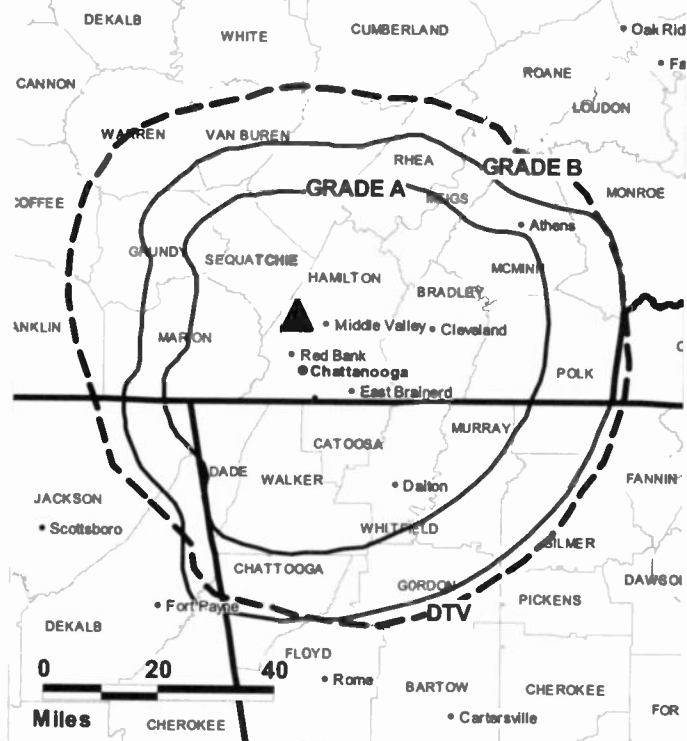 DEKALB
WHITE
CUMBERLAND
Oak Rid
Fa
CANNON
ROANE
LOUDON
WARREN
VAN BUREN
RHEA
GRADE B
GRADE A
MEIGS
MONROE
COFFEE
Athens
GRUNDY
SEQUATCHIE
HAMILTON
MCMINN
BRADLEY
ANKLIN
MARION
Middle Valley
Cleveland
Red Bank
Chattanooga
POLK
East Brainerd
CATOOSA
MURRAY
DADE
WALKER
Dalton
FANNIN
JACKSON
Scottsboro
WHITFIELD
GILMER
CHATTOOGA
GORDON
DAWSO
PICKENS
Fort Payne
DTV
DEKALB
FLOYD
0 20 40
Miles
Rome
BARTOW
CHEROKEE
FOR
CHEROKEE
Cartersville